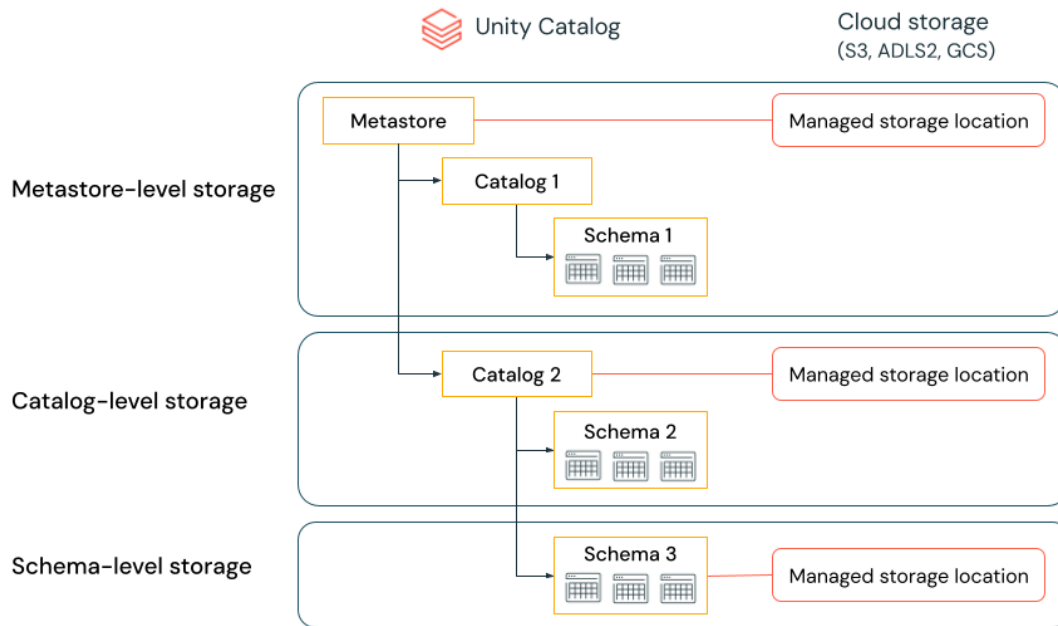 Unity Catalog
Cloud storage
(S3, ADLS2, GCS)
Metastore
Managed storage location
Metastore-level storage
Catalog 1
Schema 1
Catalog 2
Managed storage location
Catalog-level storage
Schema 2
Schema 3
Schema-level storage
Managed storage location